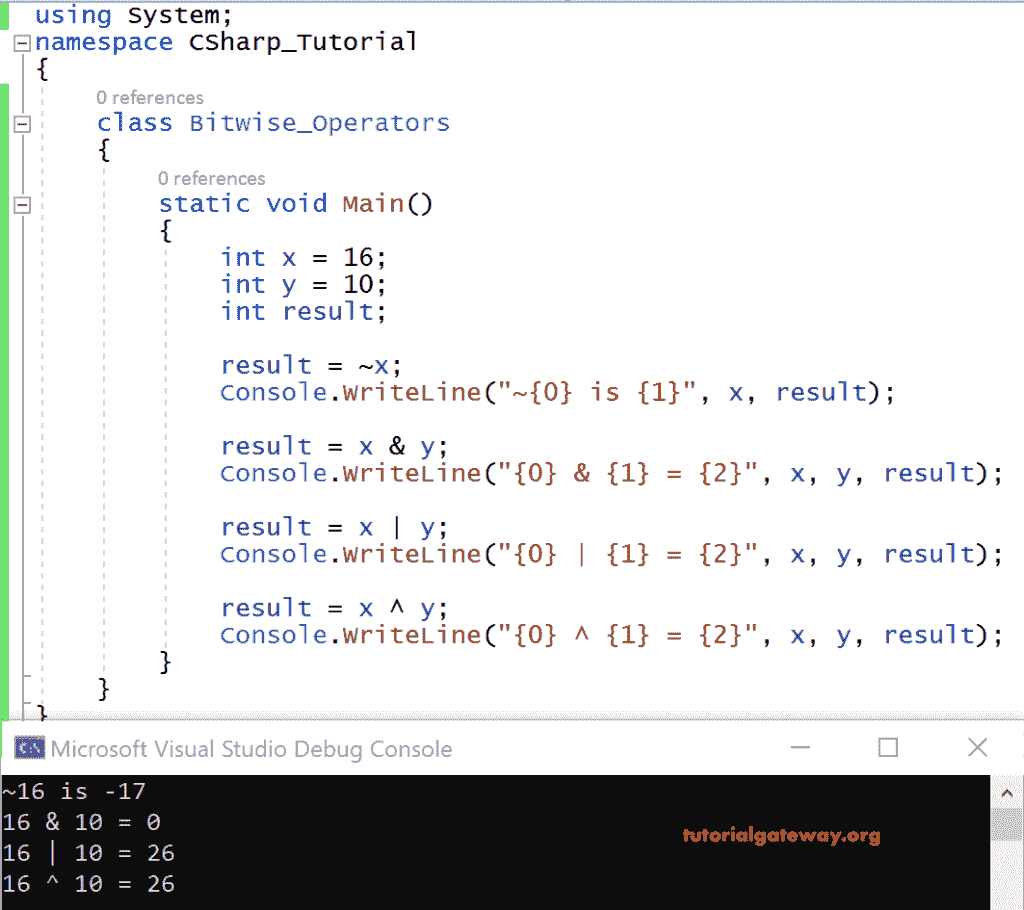 using System;
namespace CSharp_Tutorial
{
0 references
class Bitwise_Operators
{
0 references
static void Main()
{
int x = 16;
int y = 10;
int result;
result = ~x;
Console.WriteLine("~{0} is {1}", x, result);
result = x & y;
Console.WriteLine("{0} & {1} = {2}", x, y, result);
result = x | y;
Console.WriteLine("{0} | {1} = {2}", x, y, result);
result = x ^ y;
Console.WriteLine("{0} ^ {1} = {2}", x, y, result);
}
}
}
Microsoft Visual Studio Debug Console
~16 is -17
16 & 10 = 0
16 | 10 = 26
16 ^ 10 = 26
tutorialgateway.org